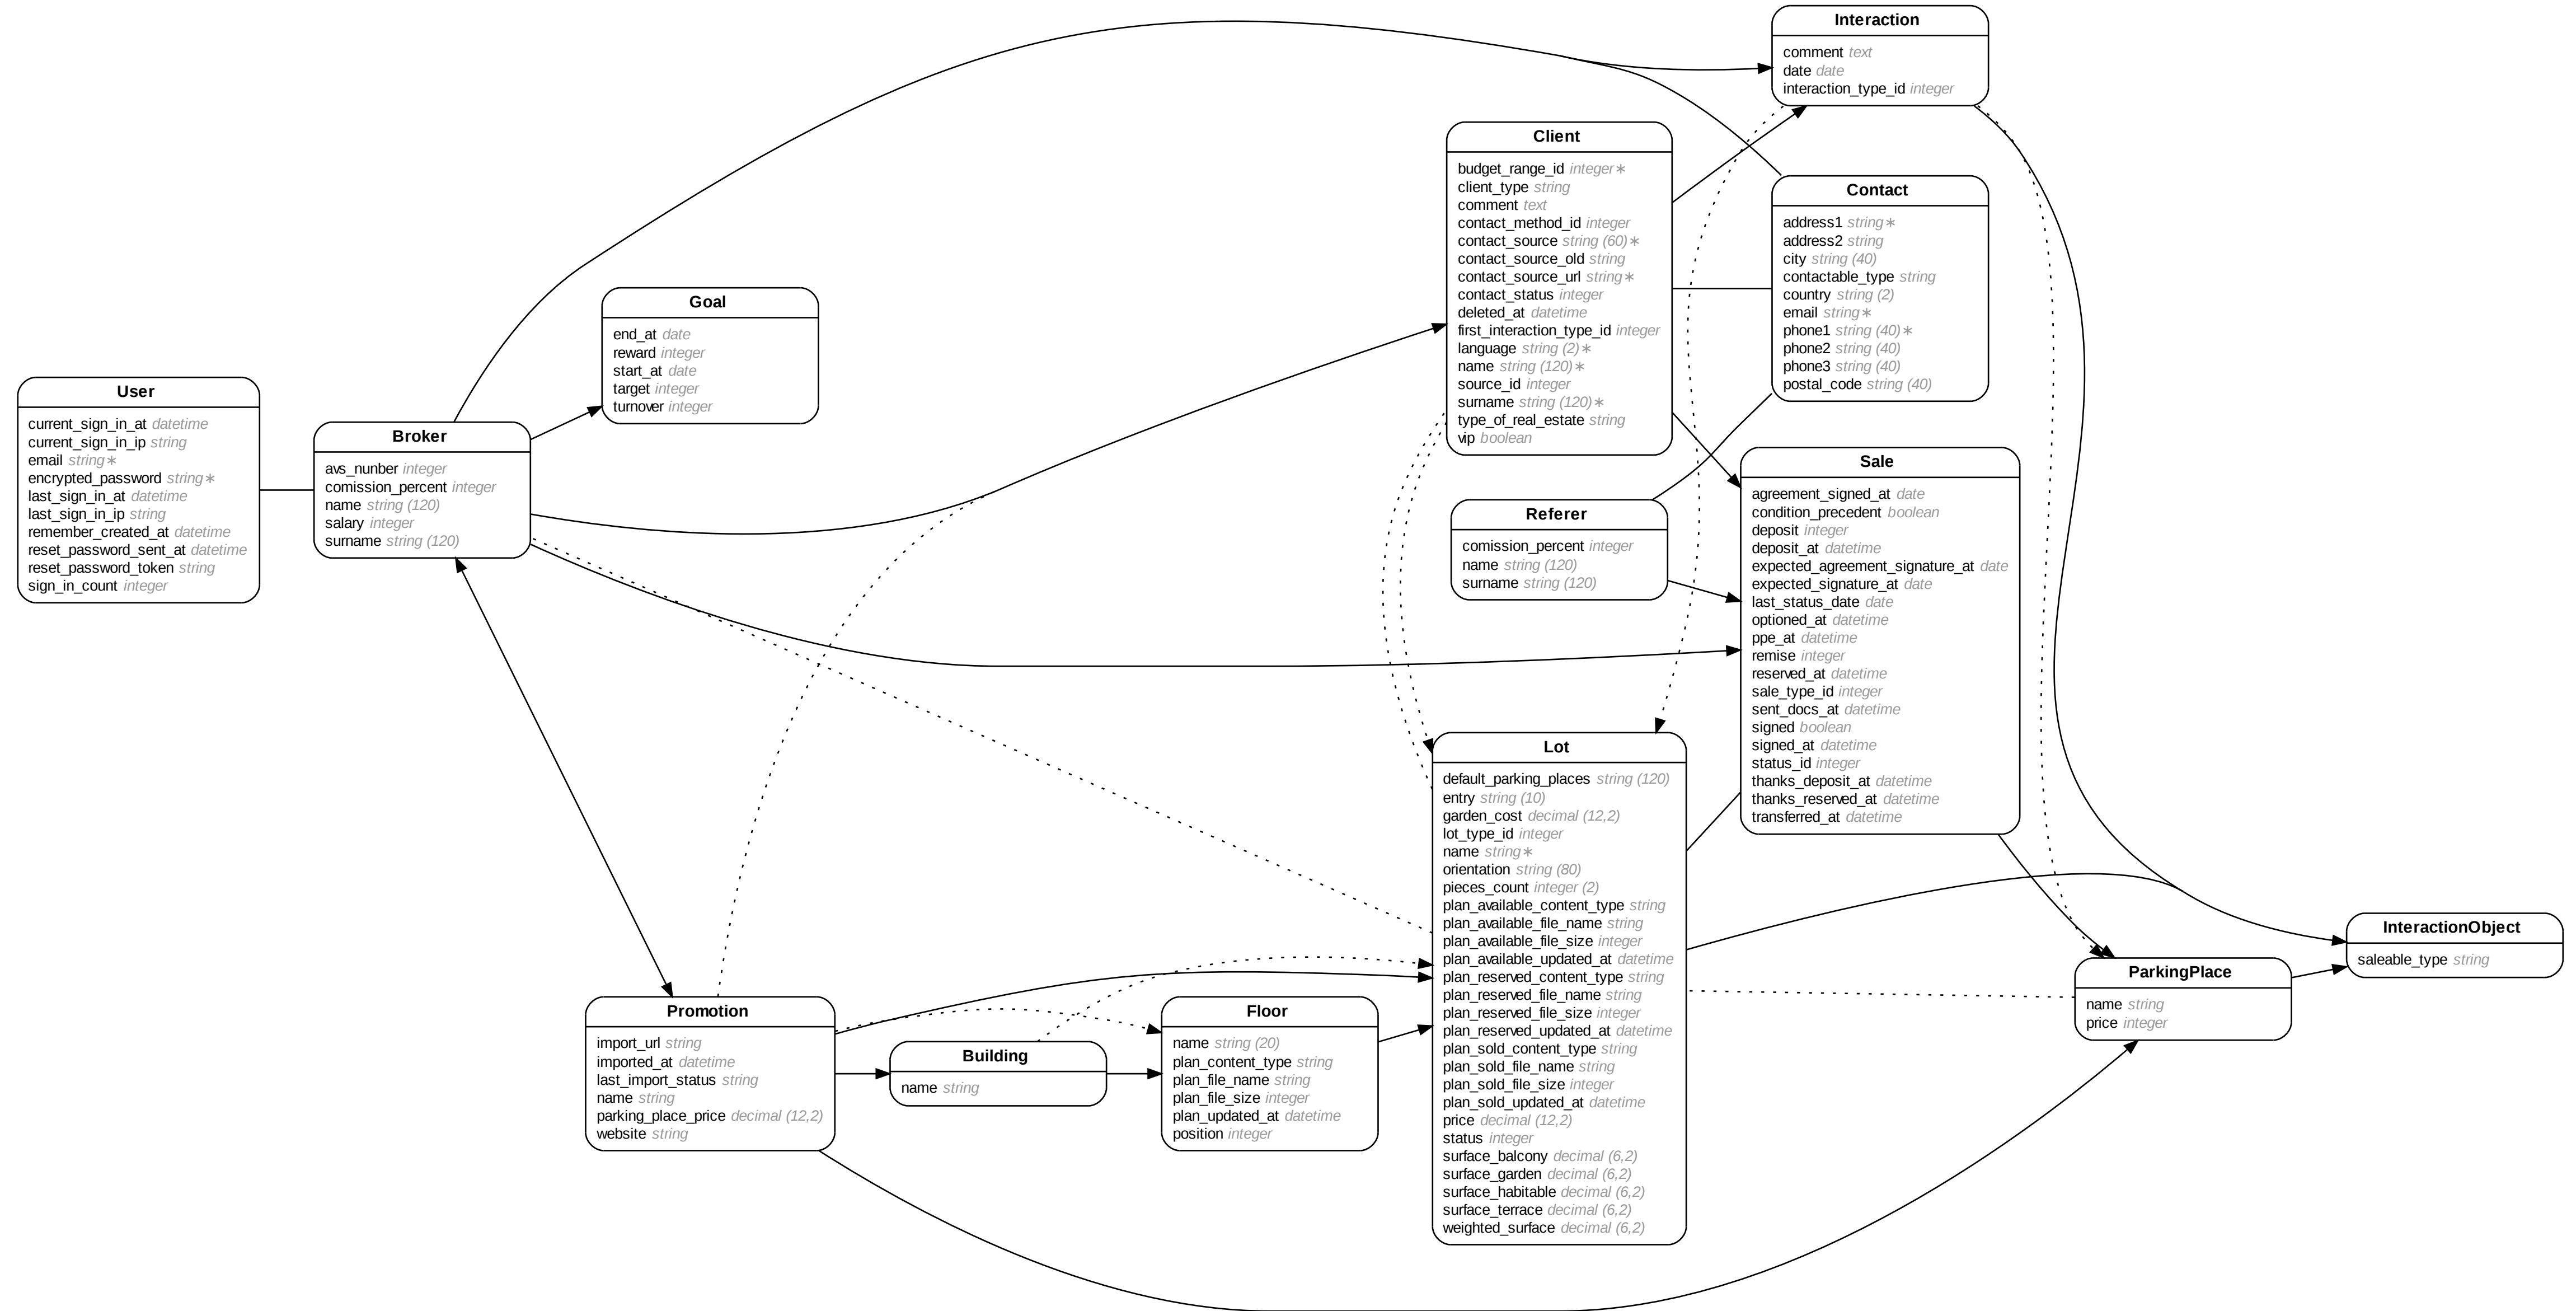 Interaction
comment text
date date
interaction_type_id integer
Client
budget_range_id integer∗
client_type string
comment text
contact_method_id integer
contact_source string (60)∗
contact_source_old string
contact_source_url string∗
contact_status integer
deleted_at datetime
first_interaction_type_id integer
language string (2)∗
name string (120)∗
source_id integer
surname string (120)∗
type_of_real_estate string
vip boolean
Contact
address1 string∗
address2 string
city string (40)
contactable_type string
country string (2)
email string∗
phone1 string (40)∗
phone2 string (40)
phone3 string (40)
postal_code string (40)
Goal
end_at date
reward integer
start_at date
target integer
turnover integer
User
current_sign_in_at datetime
current_sign_in_ip string
email string∗
encrypted_password string∗
last_sign_in_at datetime
last_sign_in_ip string
remember_created_at datetime
reset_password_sent_at datetime
reset_password_token string
sign_in_count integer
Broker
avs_nunber integer
comission_percent integer
name string (120)
salary integer
surname string (120)
Sale
agreement_signed_at date
condition_precedent boolean
deposit integer
deposit_at datetime
expected_agreement_signature_at date
expected_signature_at date
last_status_date date
optioned_at datetime
ppe_at datetime
remise integer
reserved_at datetime
sale_type_id integer
sent_docs_at datetime
signed boolean
signed_at datetime
status_id integer
thanks_deposit_at datetime
thanks_reserved_at datetime
transferred_at datetime
Referer
comission_percent integer
name string (120)
surname string (120)
Lot
default_parking_places string (120)
entry string (10)
garden_cost decimal (12,2)
lot_type_id integer
name string∗
orientation string (80)
pieces_count integer (2)
plan_available_content_type string
plan_available_file_name string
plan_available_file_size integer
plan_available_updated_at datetime
plan_reserved_content_type string
plan_reserved_file_name string
plan_reserved_file_size integer
plan_reserved_updated_at datetime
plan_sold_content_type string
plan_sold_file_name string
plan_sold_file_size integer
plan_sold_updated_at datetime
price decimal (12,2)
status integer
surface_balcony decimal (6,2)
surface_garden decimal (6,2)
surface_habitable decimal (6,2)
surface_terrace decimal (6,2)
weighted_surface decimal (6,2)
InteractionObject
saleable_type string
ParkingPlace
name string
price integer
Promotion
import_url string
imported_at datetime
last_import_status string
name string
parking_place_price decimal (12,2)
website string
Building
name string
Floor
name string (20)
plan_content_type string
plan_file_name string
plan_file_size integer
plan_updated_at datetime
position integer